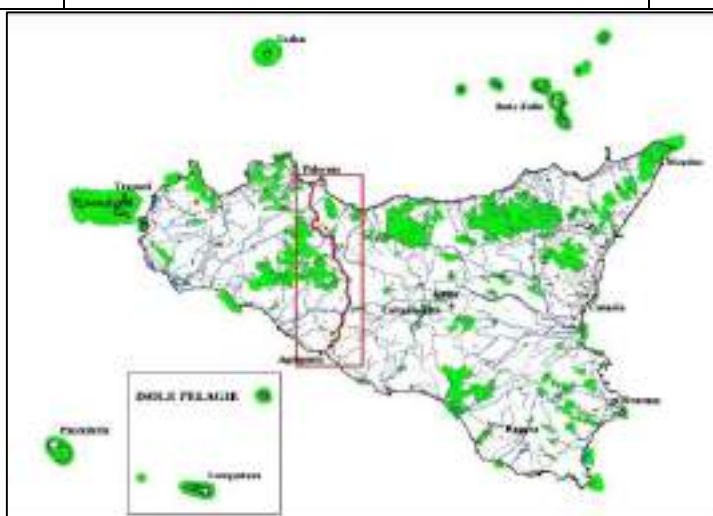 Ustica
Isole Eolie
Palermo
Messina
Trapani
Enna
Caltanissetta
Catania
Agrigento
ISOLE PELAGIE
Siracusa
Pantelleria
Ragusa
Lampedusa